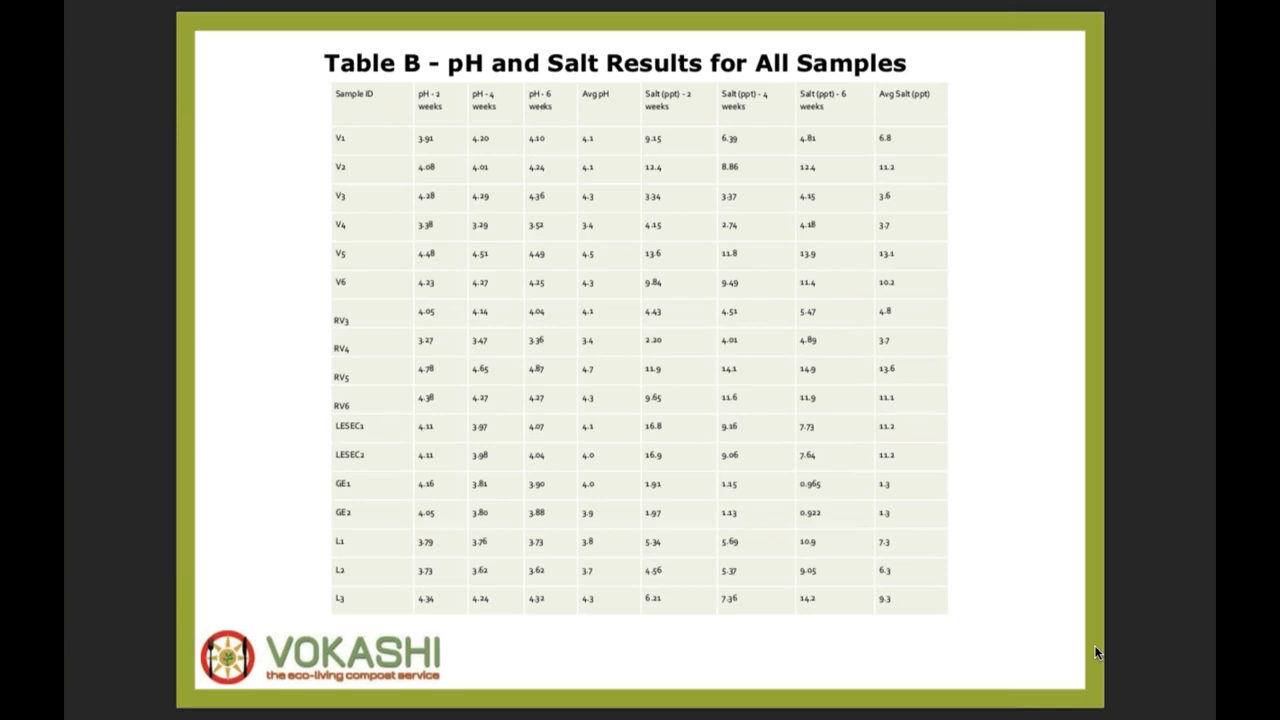 Table B - pH and Salt Results for All Samples
Sample ID pH - 2 weeks pH - 4 weeks pH - 6 weeks Avg pH Salt (ppt) - 2 weeks Salt (ppt) - 4 weeks Salt (ppt) - 6 weeks Avg Salt (ppt)
V1 3.91 4.20 4.10 4.1 9.15 6.39 4.81 6.8
V2 4.08 4.01 4.24 4.1 12.4 8.86 12.4 11.2
V3 4.28 4.29 4.36 4.3 3.34 3.37 4.15 3.6
V4 3.38 3.29 3.52 3.4 4.15 2.74 4.18 3.7
V5 4.48 4.51 4.49 4.5 13.6 11.8 13.9 13.1
V6 4.23 4.27 4.25 4.3 9.84 9.49 11.4 10.2
RV3 4.05 4.14 4.04 4.1 4.43 4.51 5.47 4.8
RV4 3.27 3.47 3.36 3.4 2.20 4.01 4.89 3.7
RV5 4.78 4.65 4.87 4.7 11.9 14.1 14.9 13.6
RV6 4.38 4.27 4.27 4.3 9.65 11.6 11.9 11.1
LESEC1 4.11 3.97 4.07 4.1 16.8 9.16 7.73 11.2
LESEC2 4.11 3.98 4.04 4.0 16.9 9.06 7.64 11.2
GE1 4.16 3.81 3.90 4.0 1.91 1.15 0.965 1.3
GE2 4.05 3.80 3.88 3.9 1.97 1.13 0.922 1.3
L1 3.79 3.76 3.73 3.8 5.34 5.69 10.9 7.3
L2 3.73 3.62 3.62 3.7 4.56 5.37 9.05 6.3
L3 4.34 4.24 4.32 4.3 6.21 7.36 14.2 9.3
VOKASHI
the eco-living compost service